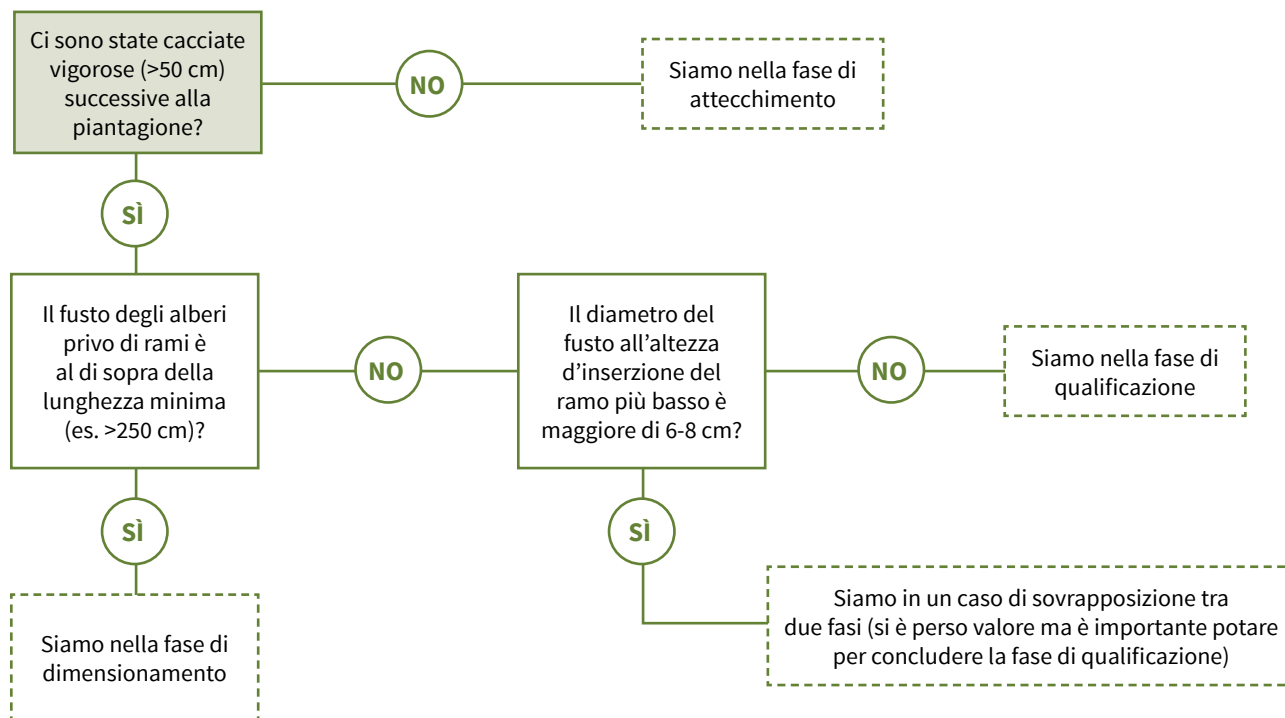 Ci sono state cacciate
vigorose (>50 cm)
successive alla
piantagione?
NO
Siamo nella fase di
attecchimento
SÌ
Il fusto degli alberi
privo di rami è
al di sopra della
lunghezza minima
(es. >250 cm)?
NO
Il diametro del
fusto all’altezza
d’inserzione del
ramo più basso è
maggiore di 6-8 cm?
NO
Siamo nella fase di
qualificazione
SÌ
SÌ
Siamo nella fase di
dimensionamento
Siamo in un caso di sovrapposizione tra
due fasi (si è perso valore ma è importante potare
per concludere la fase di qualificazione)